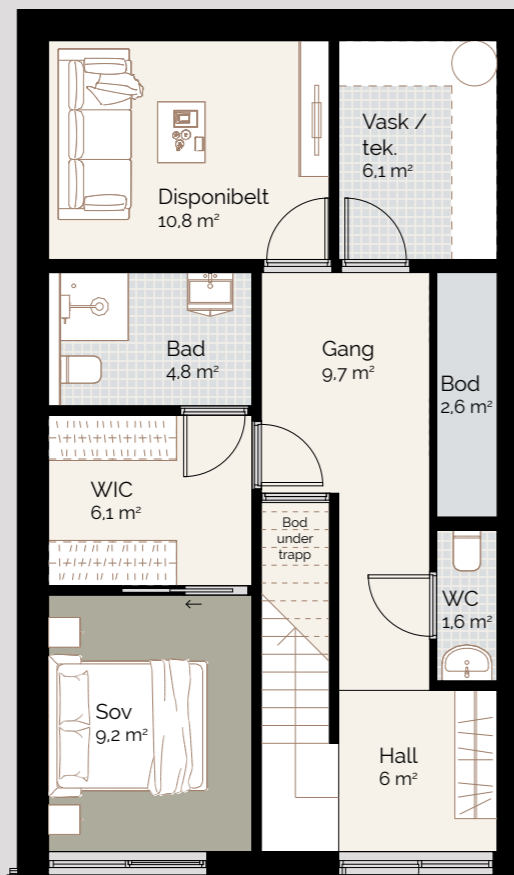 Vask /
tek.
6,1 m²
Disponibelt
10,8 m²
Bad
4,8 m²
Gang
9,7 m²
Bod
2,6 m²
WIC
6,1 m²
Bod
under
trapp
WC
1,6 m²
Sov
9,2 m²
Hall
6 m²